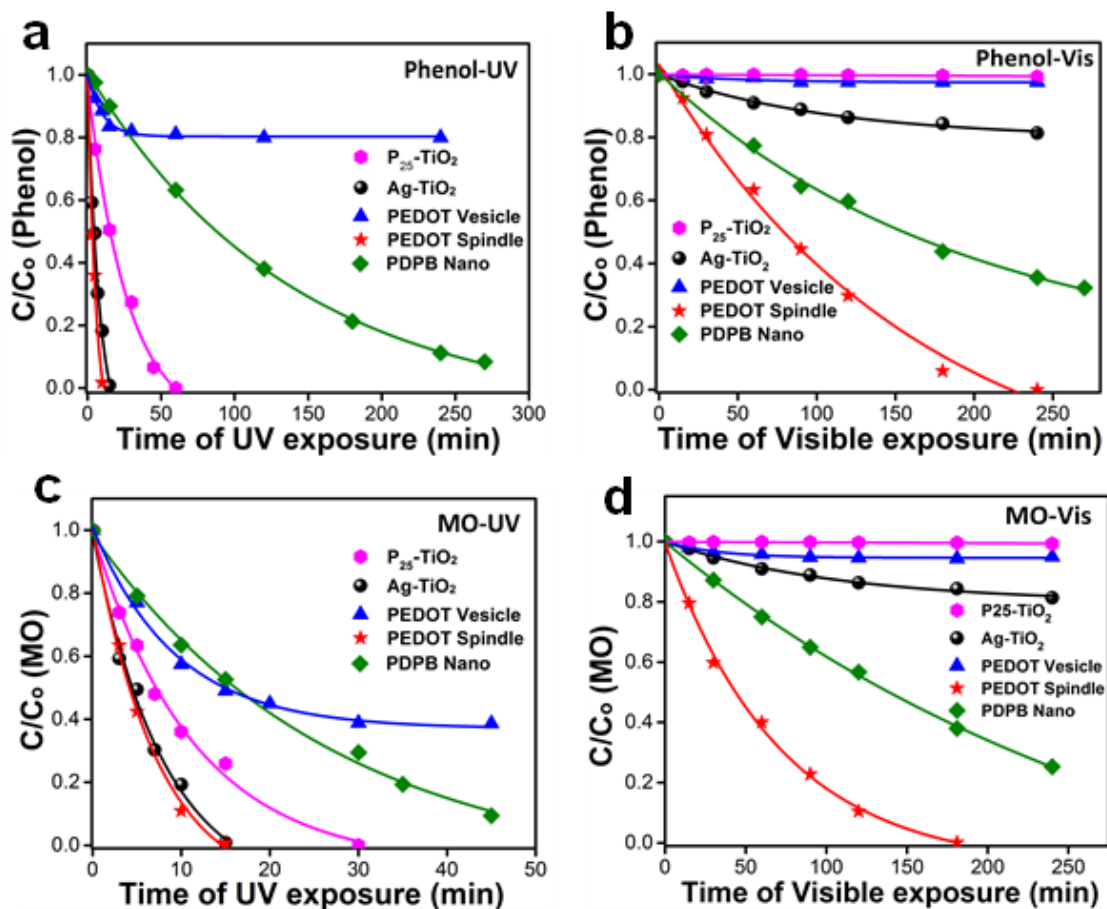 a
Phenol-UV
1.0
0.8
0.6
0.4
0.2
0.0
C/Cₒ (Phenol)
P₂₅-TiO₂
Ag-TiO₂
PEDOT Vesicle
PEDOT Spindle
PDPB Nano
0 50 100 150 200 250 300
Time of UV exposure (min)
b
Phenol-Vis
1.0
0.8
0.6
0.4
0.2
0.0
C/Cₒ (Phenol)
P₂₅-TiO₂
Ag-TiO₂
PEDOT Vesicle
PEDOT Spindle
PDPB Nano
0 50 100 150 200 250
Time of Visible exposure (min)
c
MO-UV
1.0
0.8
0.6
0.4
0.2
0.0
C/Cₒ (MO)
P₂₅-TiO₂
Ag-TiO₂
PEDOT Vesicle
PEDOT Spindle
PDPB Nano
0 10 20 30 40 50
Time of UV exposure (min)
d
MO-Vis
1.0
0.8
0.6
0.4
0.2
0.0
C/Cₒ (MO)
P25-TiO₂
Ag-TiO₂
PEDOT Vesicle
PEDOT Spindle
PDPB Nano
0 50 100 150 200 250
Time of Visible exposure (min)